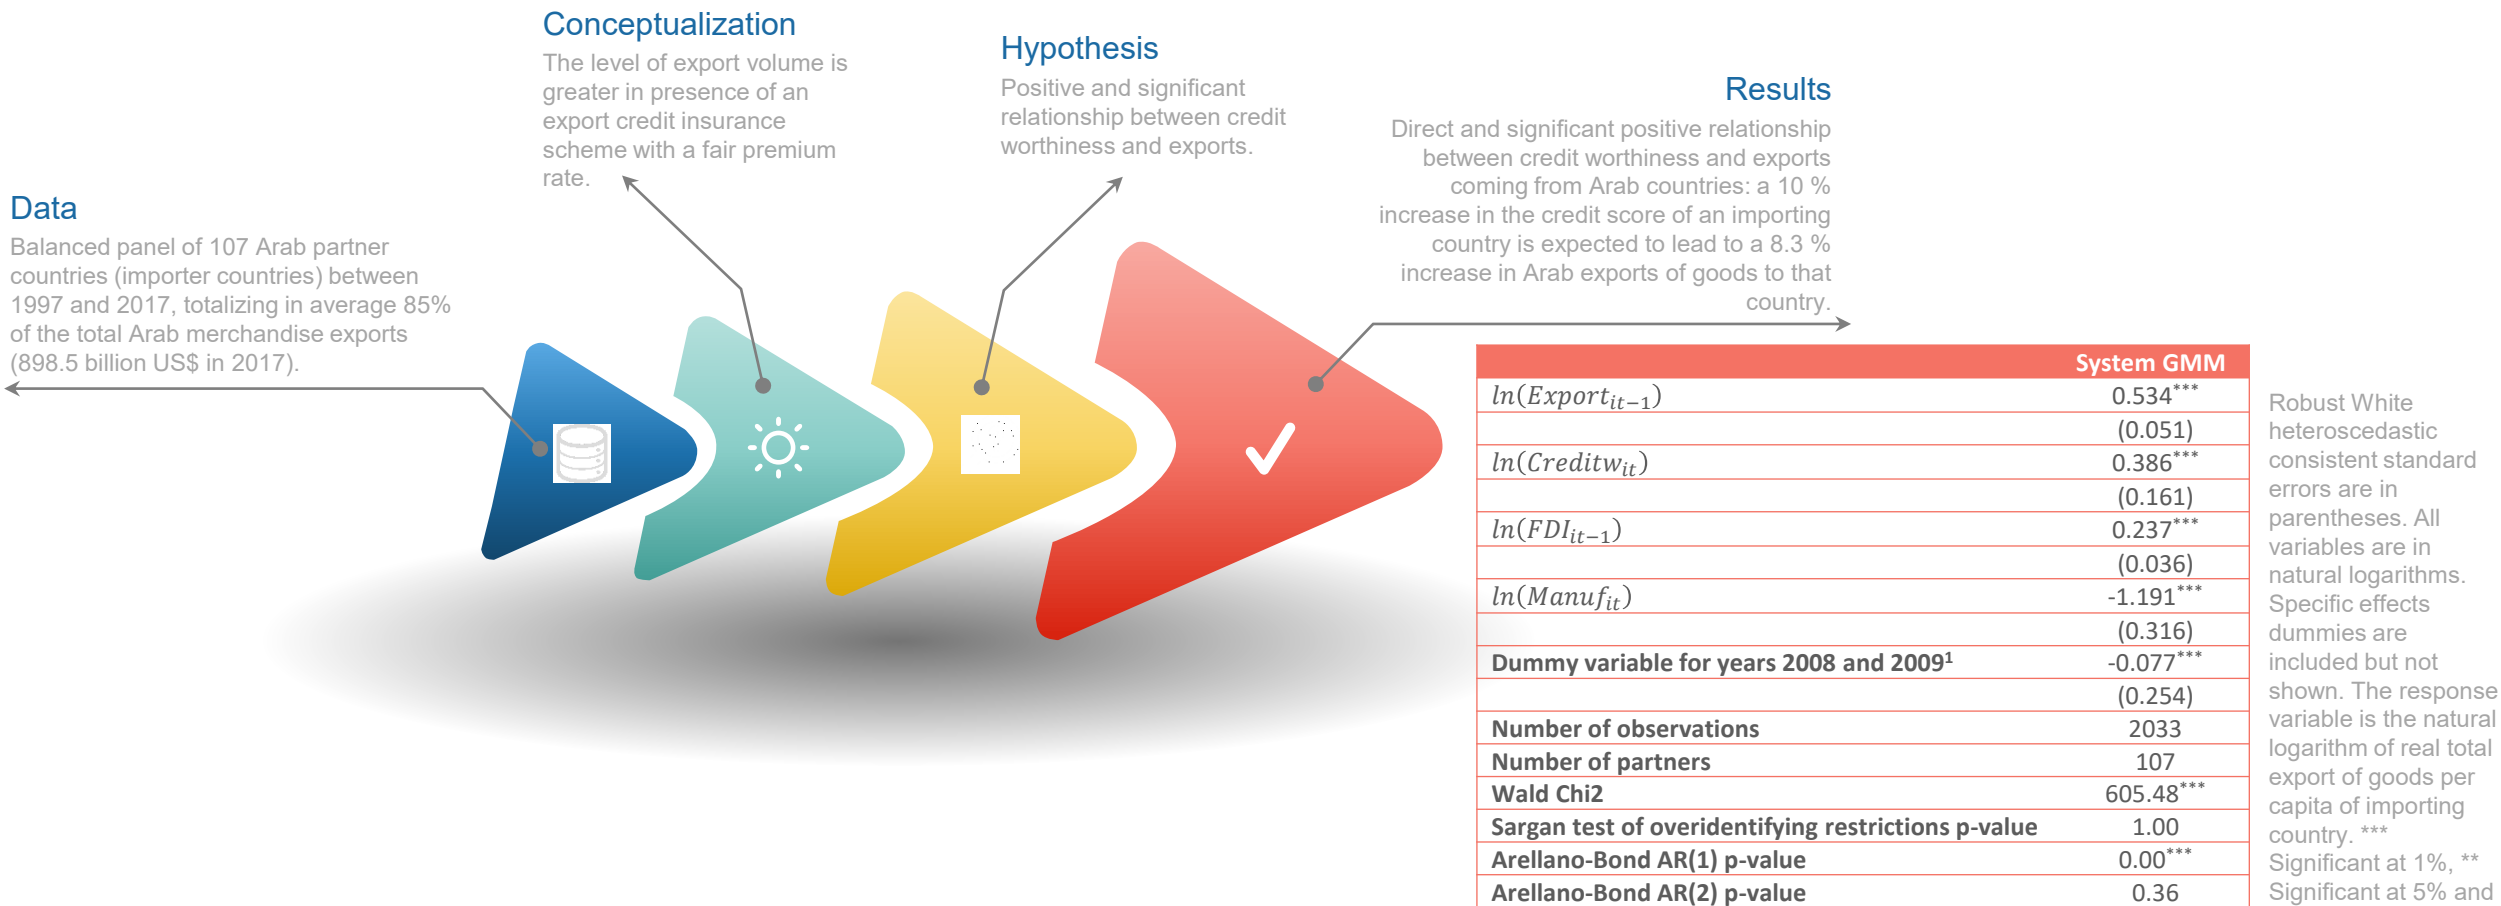 Conceptualization
The level of export volume is
greater in presence of an
export credit insurance
scheme with a fair premium
rate.
Hypothesis
Positive and significant
relationship between credit
worthiness and exports.
Results
Direct and significant positive relationship
between credit worthiness and exports
coming from Arab countries: a 10 %
increase in the credit score of an importing
country is expected to lead to a 8.3 %
increase in Arab exports of goods to that
country.
Data
Balanced panel of 107 Arab partner
countries (importer countries) between
1997 and 2017, totalizing in average 85%
of the total Arab merchandise exports
(898.5 billion US$ in 2017).
System GMM
ln(Export_{it−1}) 0.534***
(0.051)
ln(Creditw_{it}) 0.386***
(0.161)
ln(FDI_{it−1}) 0.237***
(0.036)
ln(Manuf_{it}) -1.191***
(0.316)
Dummy variable for years 2008 and 2009¹ -0.077***
(0.254)
Number of observations 2033
Number of partners 107
Wald Chi2 605.48***
Sargan test of overidentifying restrictions p-value 1.00
Arellano-Bond AR(1) p-value 0.00***
Arellano-Bond AR(2) p-value 0.36
Robust White
heteroscedastic
consistent standard
errors are in
parentheses. All
variables are in
natural logarithms.
Specific effects
dummies are
included but not
shown. The response
variable is the natural
logarithm of real total
export of goods per
capita of importing
country. ***
Significant at 1%, **
Significant at 5% and